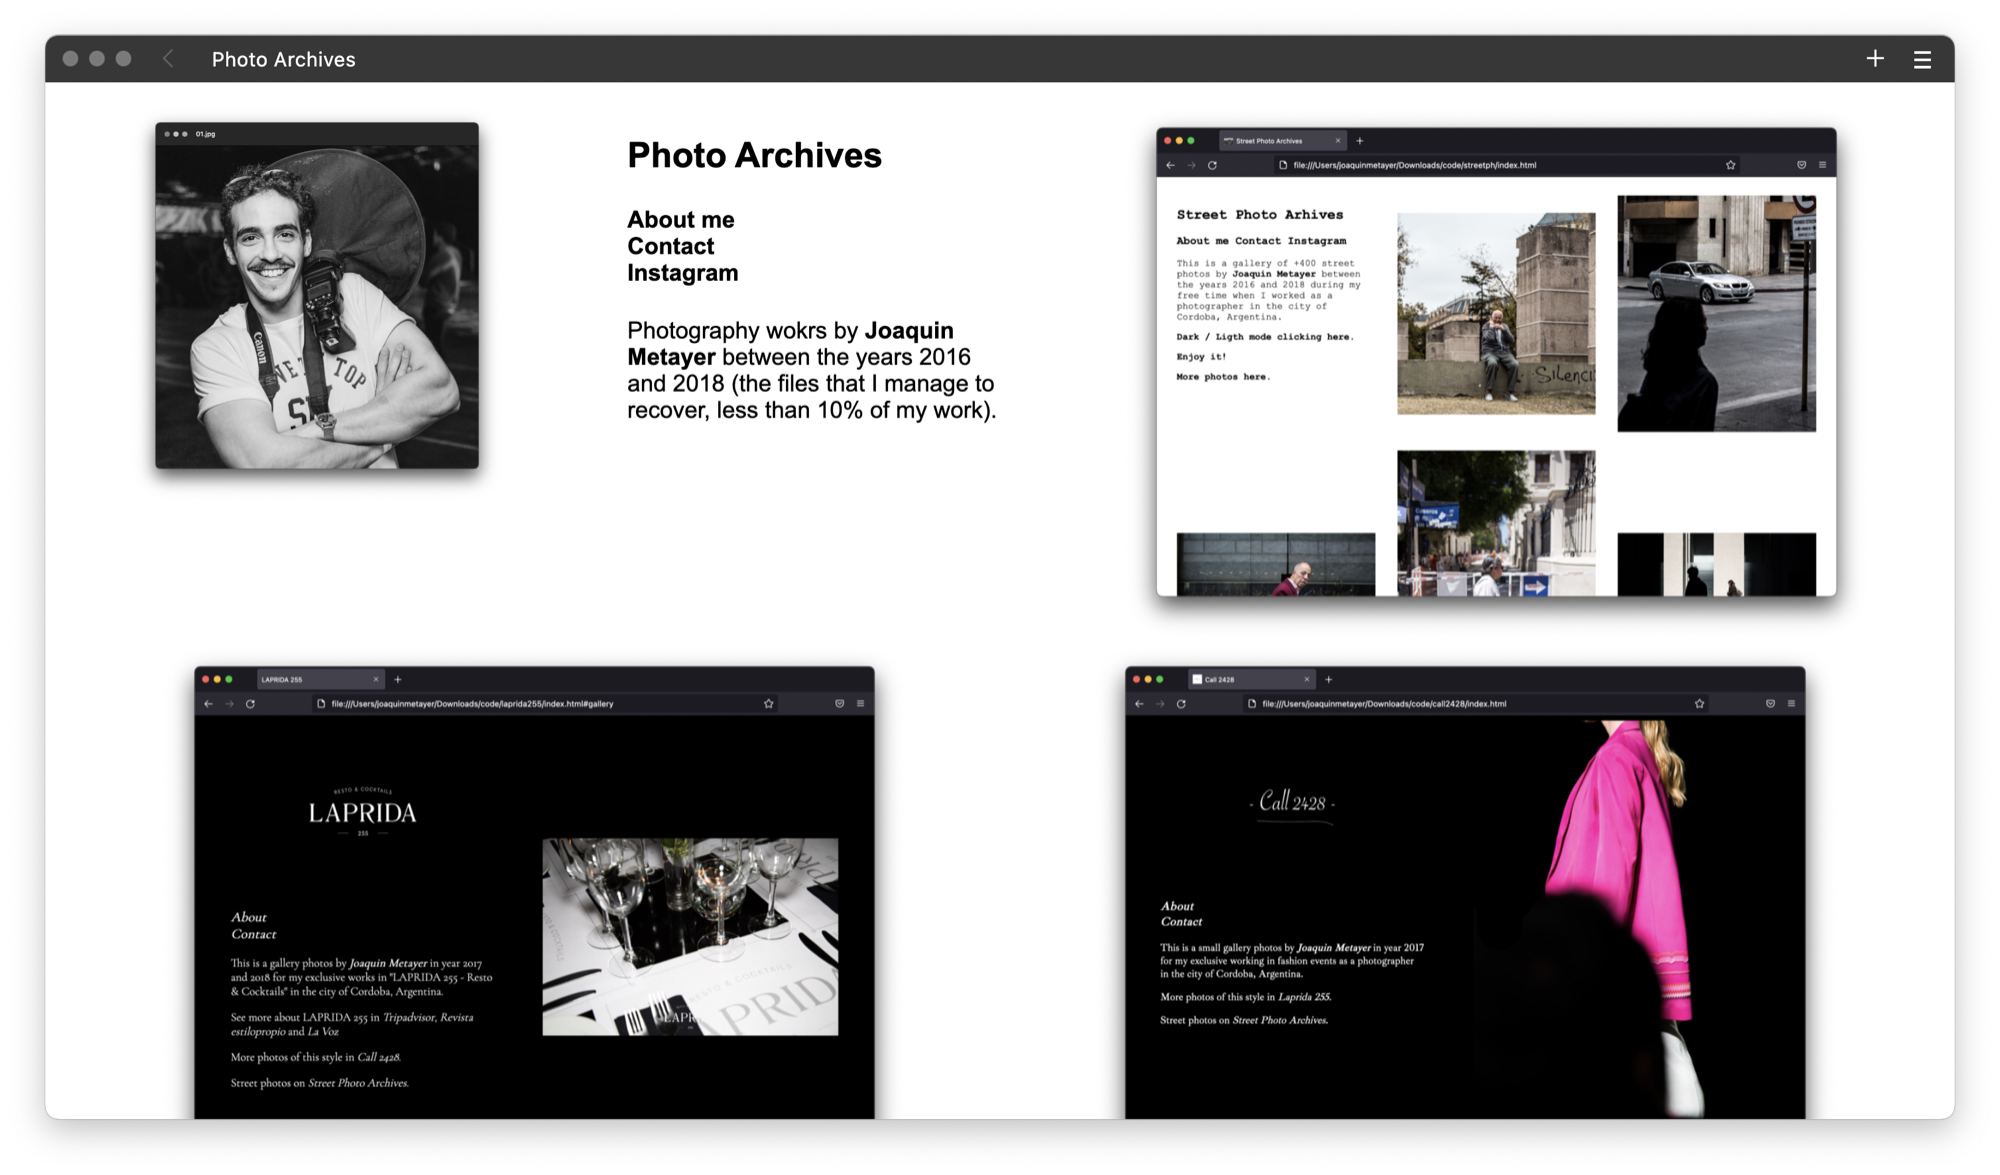 Photo Archives
01.jpg
Canon
TOP
Photo Archives
About me
Contact
Instagram
Photography wokrs by Joaquin
Metayer between the years 2016
and 2018 (the files that I manage to
recover, less than 10% of my work).
Street Photo Archives
file:///Users/joaquinmetayer/Downloads/code/streetph/index.html
Street Photo Arhives
About me Contact Instagram
This is a gallery of +400 street
photos by Joaquin Metayer between
the years 2016 and 2018 during my
free time when I worked as a
photographer in the city of
Cordoba, Argentina.
Dark / Ligth mode clicking here.
Enjoy it!
More photos here.
LAPRIDA 255
file:///Users/joaquinmetayer/Downloads/code/laprida255/index.html#gallery
RESTO & COCKTAILS
LAPRIDA
255
About
Contact
This is a gallery photos by Joaquin Metayer in year 2017
and 2018 for my exclusive works in "LAPRIDA 255 - Resto
& Cocktails" in the city of Cordoba, Argentina.
See more about LAPRIDA 255 in Tripadvisor, Revista
estilopropio and La Voz
More photos of this style in Call 2428.
Street photos on Street Photo Archives.
RESTO & COCKTAILS
LAPRID
Call 2428
file:///Users/joaquinmetayer/Downloads/code/call2428/index.html
- Call 2428 -
About
Contact
This is a small gallery photos by Joaquin Metayer in year 2017
for my exclusive working in fashion events as a photographer
in the city of Cordoba, Argentina.
More photos of this style in Laprida 255.
Street photos on Street Photo Archives.